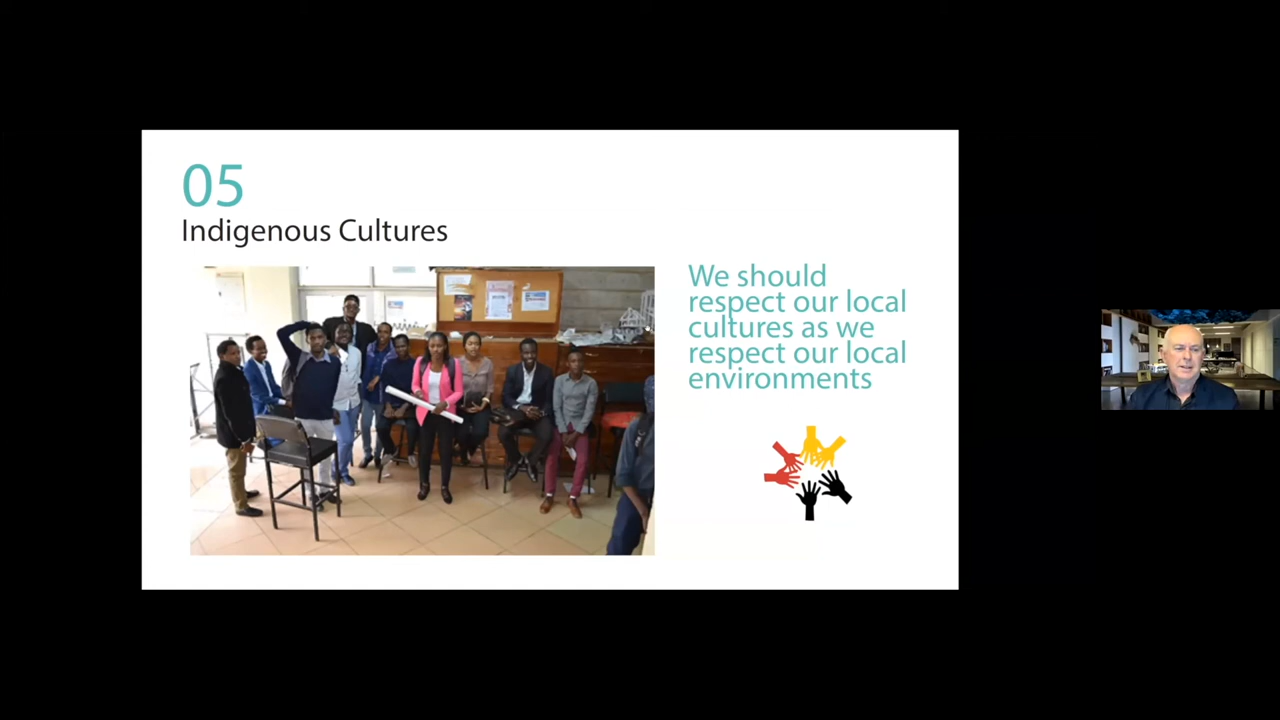 05
Indigenous Cultures
We should
respect our local
cultures as we
respect our local
environments